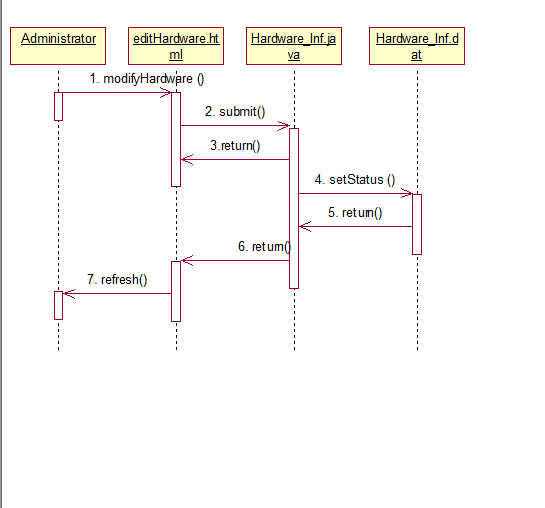 Administrator
editHardware.ht
ml
Hardware_Inf.ja
va
Hardware_Inf.d
at
1. modifyHardware ()
2. submit()
3.return()
4. setStatus ()
5. return()
6. return()
7. refresh()